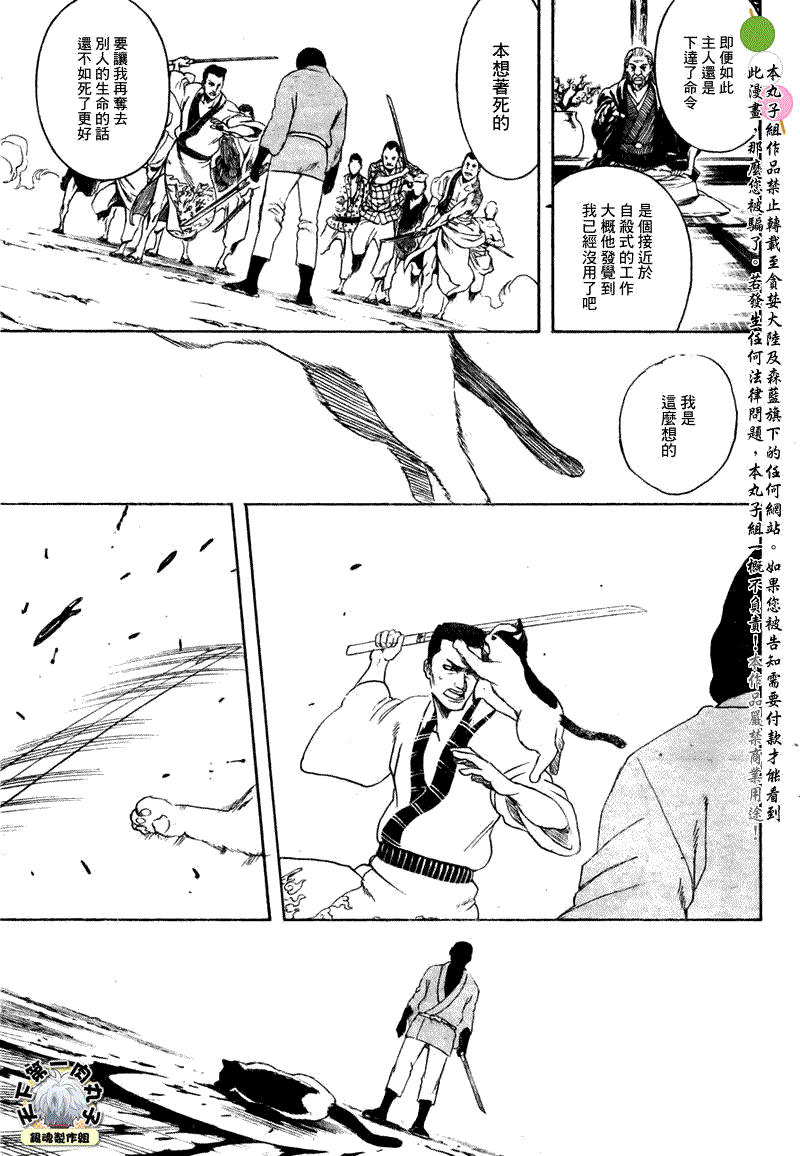 即便如此
主人還是
下達了命令
是個接近於
自殺式的工作
大概他發覺到
我已經沒用了吧
本想著死的
要讓我再奪去
別人的生命的話
還不如死了更好
我是
這麼想的
本丸子組作品禁止轉載至貪婪大陸及森藍旗下的任何網站。如果您被告知需要付款才能看到
此漫畫，那麼您被騙了。若發生任何法律問題，本丸子組一概不負責！本作品嚴禁商業用途！
天下第一肉丸子
銀魂製作組